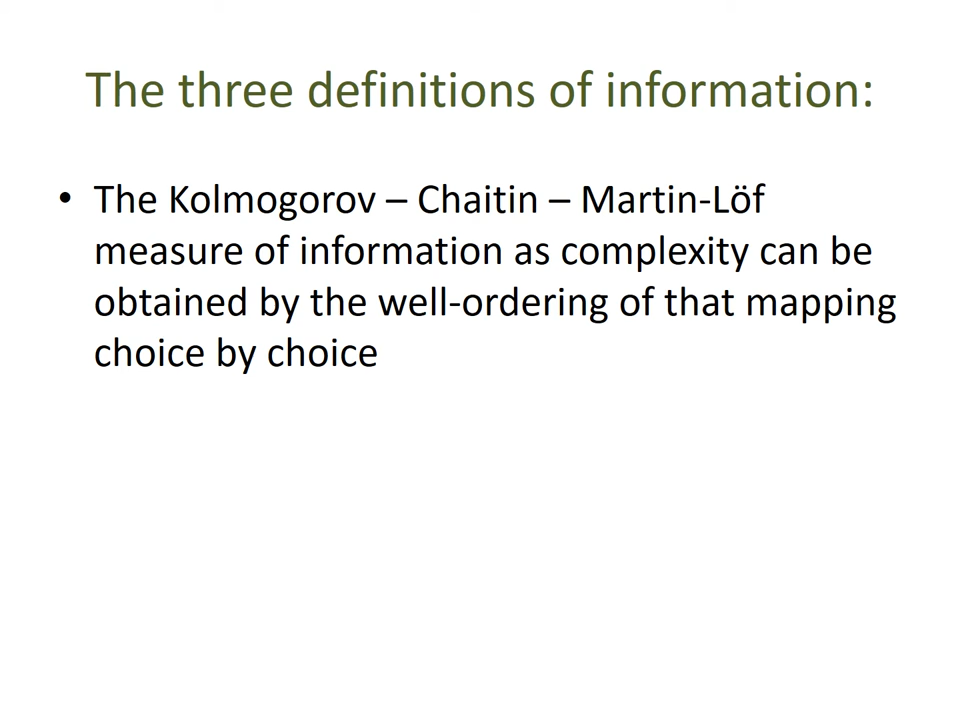 The three definitions of information:
• The Kolmogorov – Chaitin – Martin-Löf
measure of information as complexity can be
obtained by the well-ordering of that mapping
choice by choice